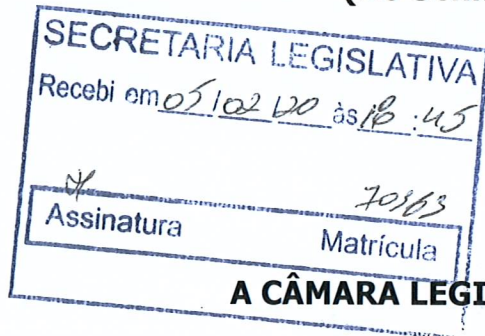 SECRETARIA LEGISLATIVA
Recebi em 05/02/20 às 18:45
70363
Assinatura Matrícula
A CÂMARA LEGI